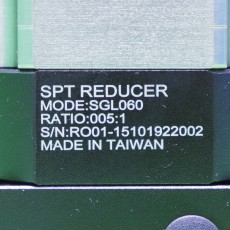 SPT REDUCER
MODE:SGL060
RATIO:005:1
S/N:RO01-15101922002
MADE IN TAIWAN